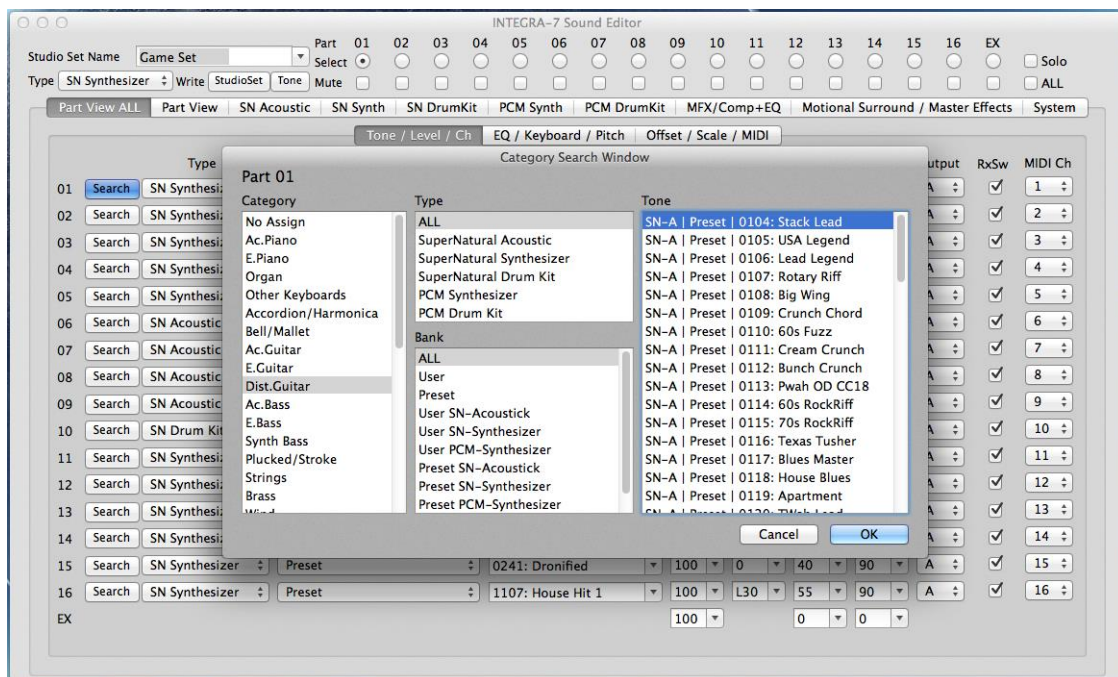 INTEGRA-7 Sound Editor
Part 01 02 03 04 05 06 07 08 09 10 11 12 13 14 15 16 EX
Studio Set Name Game Set Select Solo
Type SN Synthesizer Write StudioSet Tone Mute ALL
Part View ALL Part View SN Acoustic SN Synth SN DrumKit PCM Synth PCM DrumKit MFX/Comp+EQ Motional Surround / Master Effects System
Tone / Level / Ch EQ / Keyboard / Pitch Offset / Scale / MIDI
Type utput RxSw MIDI Ch
01 Search SN Synthesiz A 1
02 Search SN Synthesiz A 2
03 Search SN Synthesiz A 3
04 Search SN Synthesiz A 4
05 Search SN Synthesiz A 5
06 Search SN Acoustic A 6
07 Search SN Acoustic A 7
08 Search SN Acoustic A 8
09 Search SN Acoustic A 9
10 Search SN Drum Kit A 10
11 Search SN Synthesiz A 11
12 Search SN Synthesiz A 12
13 Search SN Synthesiz A 13
14 Search SN Synthesiz A 14
15 Search SN Synthesizer Preset 0241: Dronified 100 0 40 90 A 15
16 Search SN Synthesizer Preset 1107: House Hit 1 100 L30 55 90 A 16
EX 100 0 0
Category Search Window
Part 01
Category
No Assign
Ac.Piano
E.Piano
Organ
Other Keyboards
Accordion/Harmonica
Bell/Mallet
Ac.Guitar
E.Guitar
Dist.Guitar
Ac.Bass
E.Bass
Synth Bass
Plucked/Stroke
Strings
Brass
Wind
Type
ALL
SuperNatural Acoustic
SuperNatural Synthesizer
SuperNatural Drum Kit
PCM Synthesizer
PCM Drum Kit
Bank
ALL
User
Preset
User SN-Acoustick
User SN-Synthesizer
User PCM-Synthesizer
Preset SN-Acoustick
Preset SN-Synthesizer
Preset PCM-Synthesizer
Tone
SN-A | Preset | 0104: Stack Lead
SN-A | Preset | 0105: USA Legend
SN-A | Preset | 0106: Lead Legend
SN-A | Preset | 0107: Rotary Riff
SN-A | Preset | 0108: Big Wing
SN-A | Preset | 0109: Crunch Chord
SN-A | Preset | 0110: 60s Fuzz
SN-A | Preset | 0111: Cream Crunch
SN-A | Preset | 0112: Bunch Crunch
SN-A | Preset | 0113: Pwah OD CC18
SN-A | Preset | 0114: 60s RockRiff
SN-A | Preset | 0115: 70s RockRiff
SN-A | Preset | 0116: Texas Tusher
SN-A | Preset | 0117: Blues Master
SN-A | Preset | 0118: House Blues
SN-A | Preset | 0119: Apartment
SN-A | Preset | 0120: TWah Lead
Cancel OK